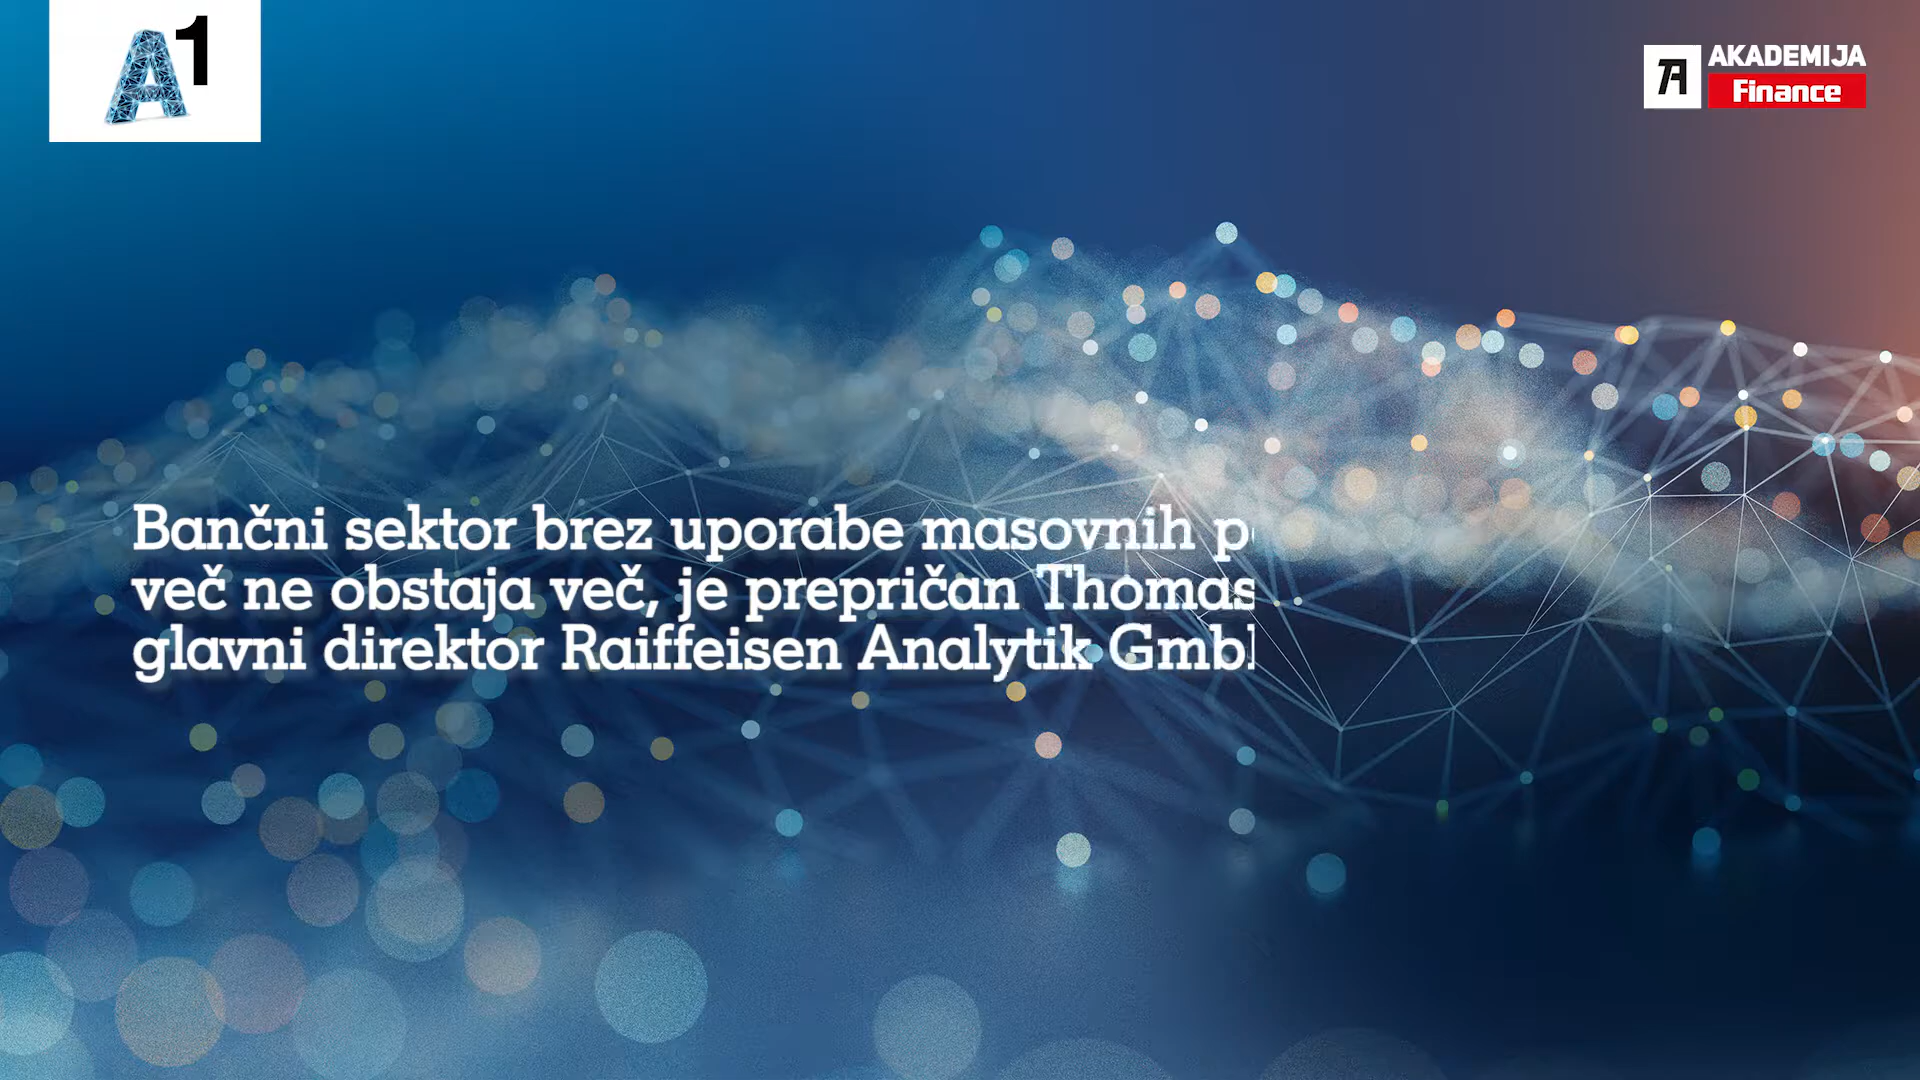 A1
AKADEMIJA
Finance
Bančni sektor brez uporabe masovnih
več ne obstaja več, je prepričan Thomas
glavni direktor Raiffeisen Analytik